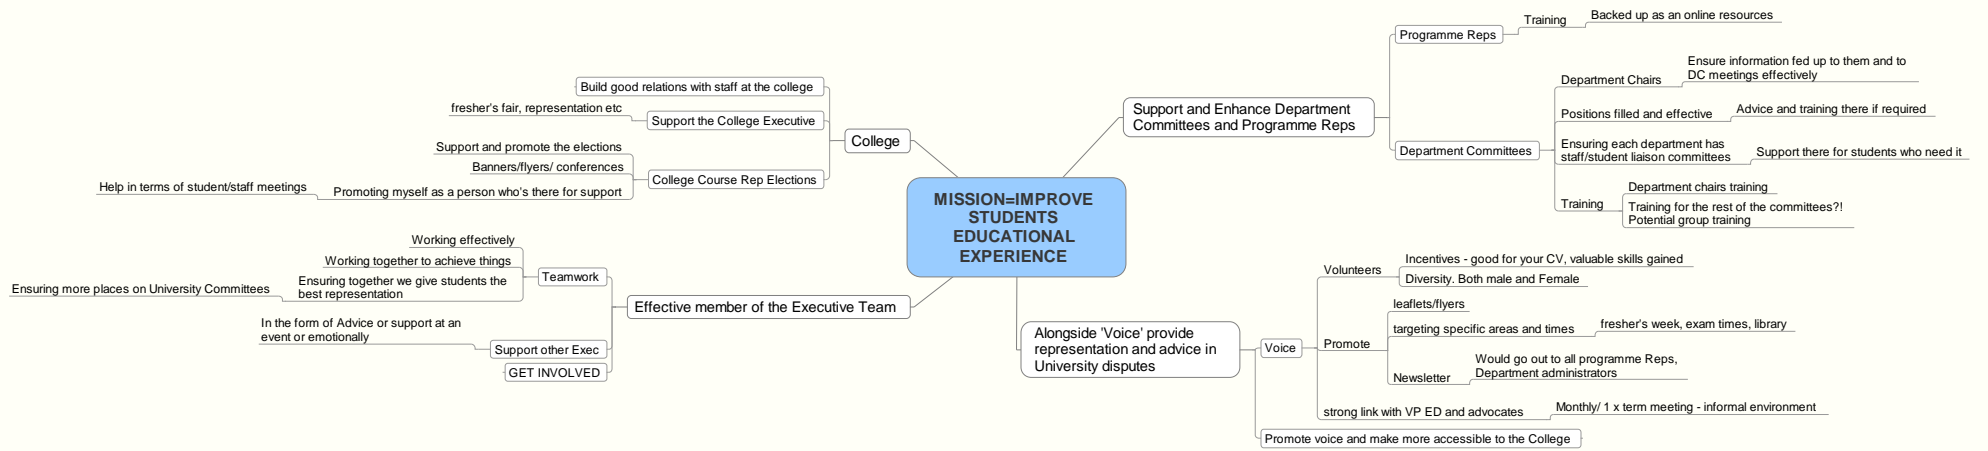 MISSION=IMPROVE
STUDENTS
EDUCATIONAL
EXPERIENCE
Support and Enhance Department
Committees and Programme Reps
Programme Reps
Training
Backed up as an online resources
Department Committees
Department Chairs
Ensure information fed up to them and to
DC meetings effectively
Positions filled and effective
Advice and training there if required
Ensuring each department has
staff/student liaison committees
Support there for students who need it
Training
Department chairs training
Training for the rest of the committees?!
Potential group training
Alongside 'Voice' provide
representation and advice in
University disputes
Voice
Volunteers
Incentives - good for your CV, valuable skills gained
Diversity. Both male and Female
Promote
leaflets/flyers
targeting specific areas and times
fresher's week, exam times, library
Newsletter
Would go out to all programme Reps,
Department administrators
strong link with VP ED and advocates
Monthly/ 1 x term meeting - informal environment
Promote voice and make more accessible to the College
College
Build good relations with staff at the college
Support the College Executive
fresher's fair, representation etc
College Course Rep Elections
Support and promote the elections
Banners/flyers/ conferences
Promoting myself as a person who's there for support
Help in terms of student/staff meetings
Effective member of the Executive Team
Teamwork
Working effectively
Working together to achieve things
Ensuring together we give students the
best representation
Ensuring more places on University Committees
Support other Exec
In the form of Advice or support at an
event or emotionally
GET INVOLVED